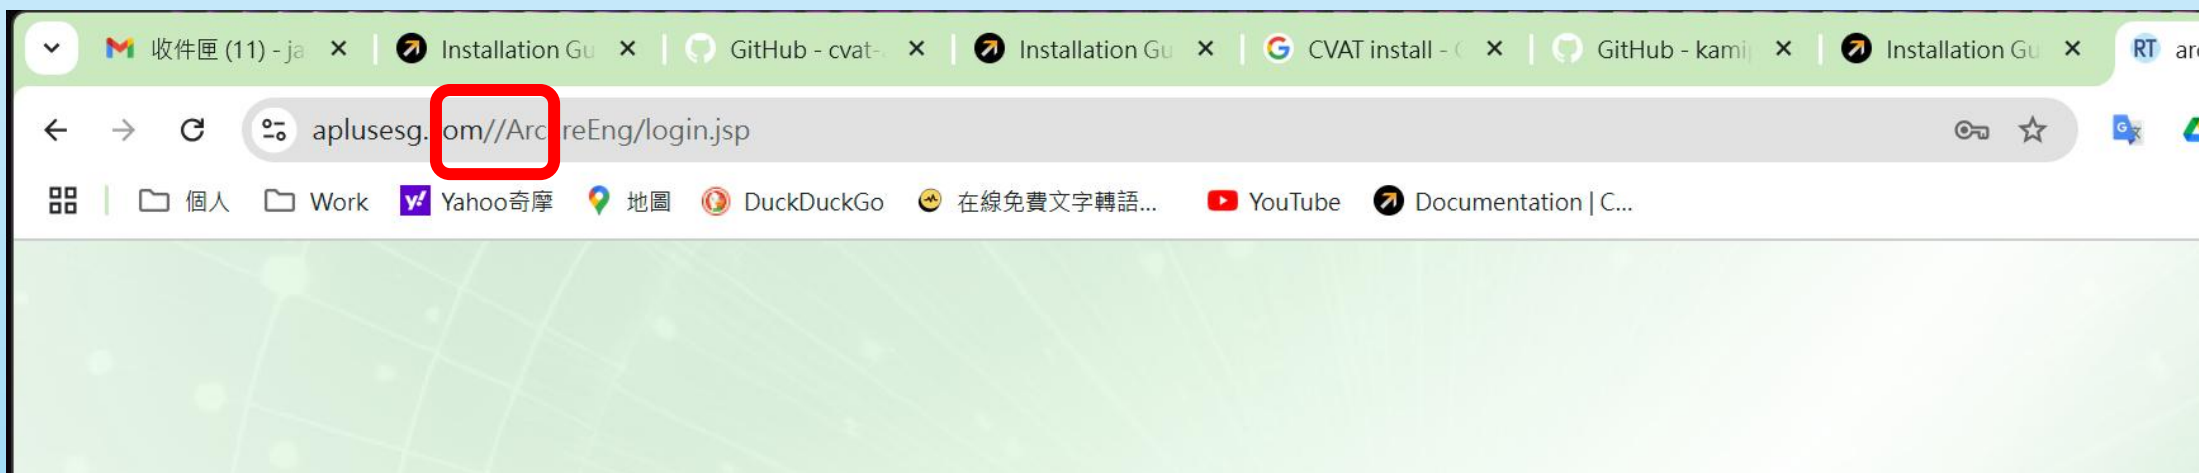 收件匣 (11) - ja Installation Gu GitHub - cvat- Installation Gu CVAT install - GitHub - kami Installation Gu RT
aplusesg. om//Arc reEng/login.jsp
個人 Work Yahoo奇摩 地圖 DuckDuckGo 在線免費文字轉語... YouTube Documentation | C...